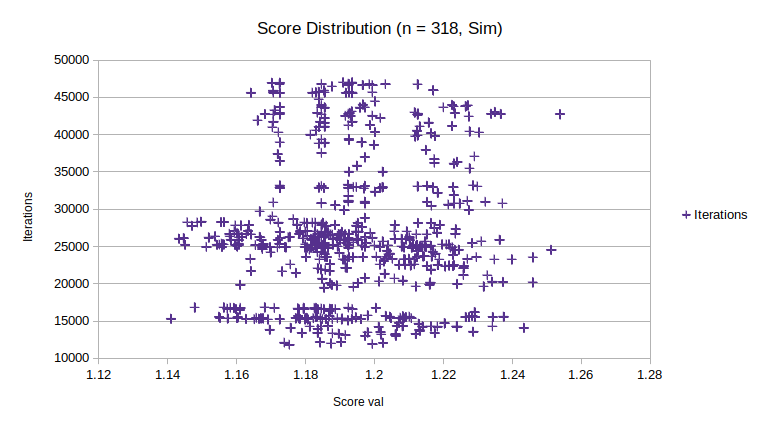 Score Distribution (n = 318, Sim)
50000
45000
40000
35000
30000
25000
20000
15000
10000
Iterations
1.12 1.14 1.16 1.18 1.2 1.22 1.24 1.26 1.28
Score val
Iterations